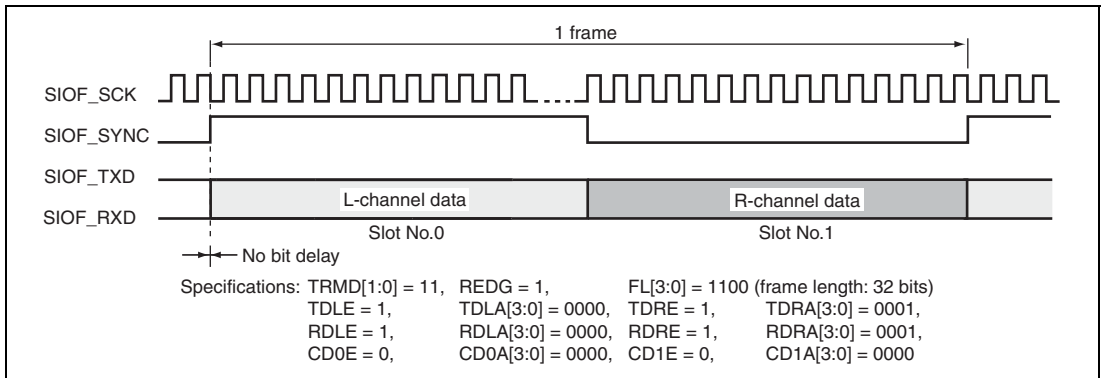 1 frame
SIOF_SCK
SIOF_SYNC
SIOF_TXD
SIOF_RXD
L-channel data
R-channel data
Slot No.0
Slot No.1
No bit delay
Specifications: TRMD[1:0] = 11, REDG = 1, FL[3:0] = 1100 (frame length: 32 bits)
TDLE = 1, TDLA[3:0] = 0000, TDRE = 1, TDRA[3:0] = 0001,
RDLE = 1, RDLA[3:0] = 0000, RDRE = 1, RDRA[3:0] = 0001,
CD0E = 0, CD0A[3:0] = 0000, CD1E = 0, CD1A[3:0] = 0000